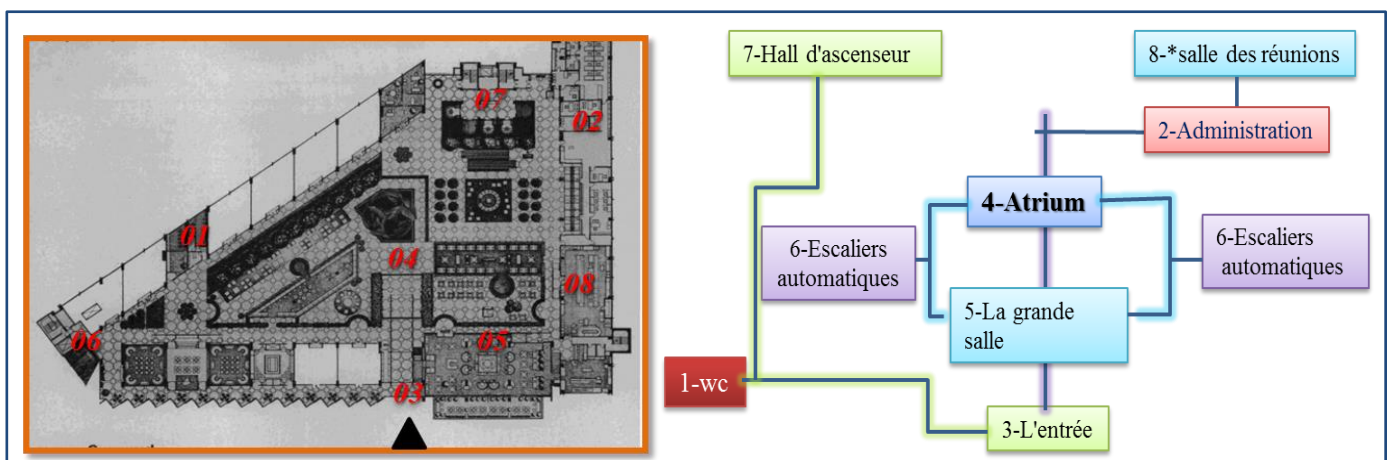 07
02
01
04
08
06
05
03
7-Hall d'ascenseur
8-*salle des réunions
2-Administration
4-Atrium
6-Escaliers
automatiques
6-Escaliers
automatiques
5-La grande
salle
1-wc
3-L'entrée